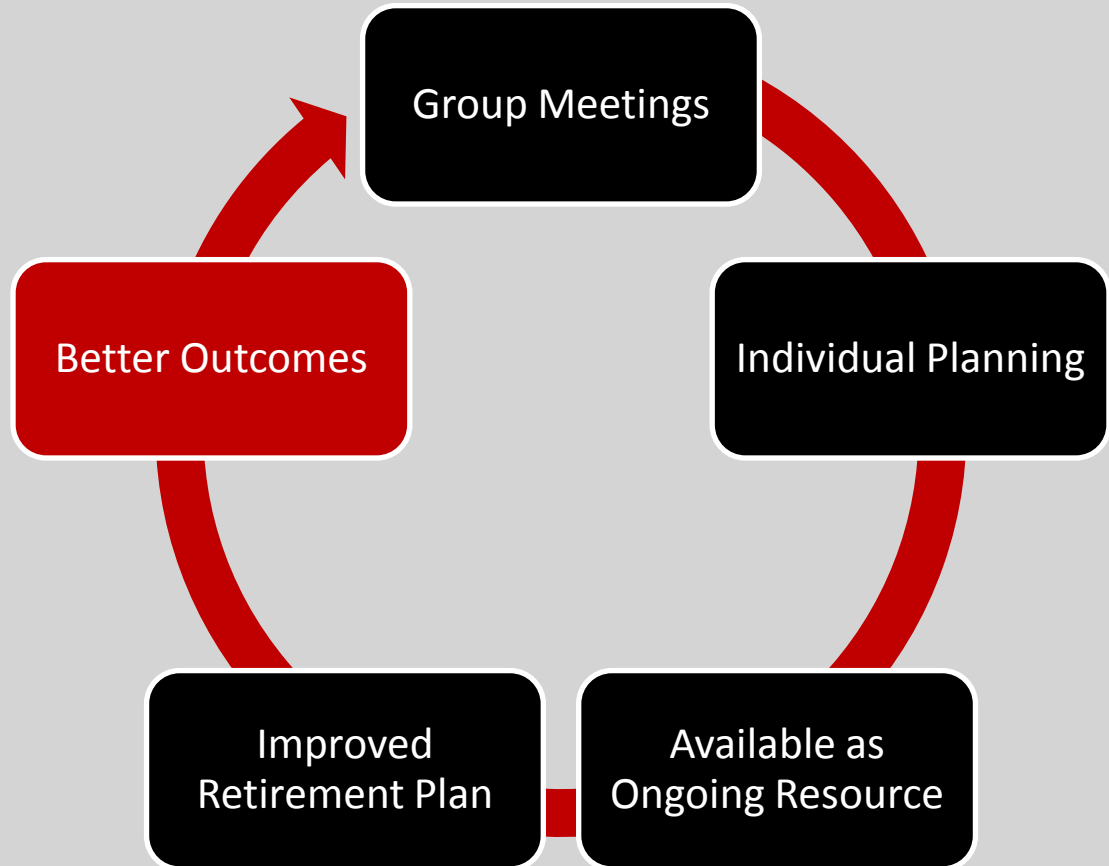 Group Meetings
Individual Planning
Available as
Ongoing Resource
Improved
Retirement Plan
Better Outcomes